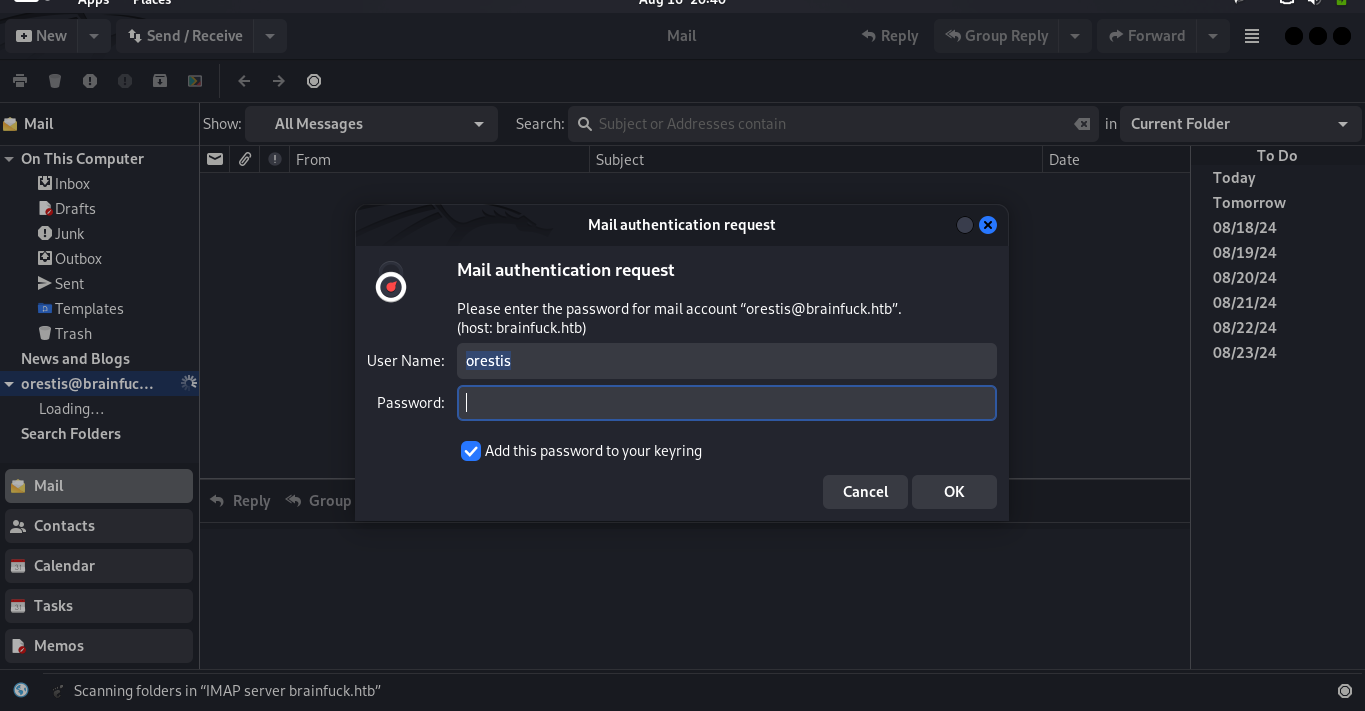 Apps Places Aug 16 20:40
New Send / Receive Mail Reply Group Reply Forward
Mail Show: All Messages Search: Subject or Addresses contain in Current Folder
From Subject Date
On This Computer
Inbox
Drafts
Junk
Outbox
Sent
Templates
Trash
News and Blogs
orestis@brainfuc...
Loading...
Search Folders
Mail
Contacts
Calendar
Tasks
Memos
Mail authentication request
Mail authentication request
Please enter the password for mail account “orestis@brainfuck.htb”.
(host: brainfuck.htb)
User Name: orestis
Password:
Add this password to your keyring
Cancel OK
Reply Group
To Do
Today
Tomorrow
08/18/24
08/19/24
08/20/24
08/21/24
08/22/24
08/23/24
Scanning folders in “IMAP server brainfuck.htb”